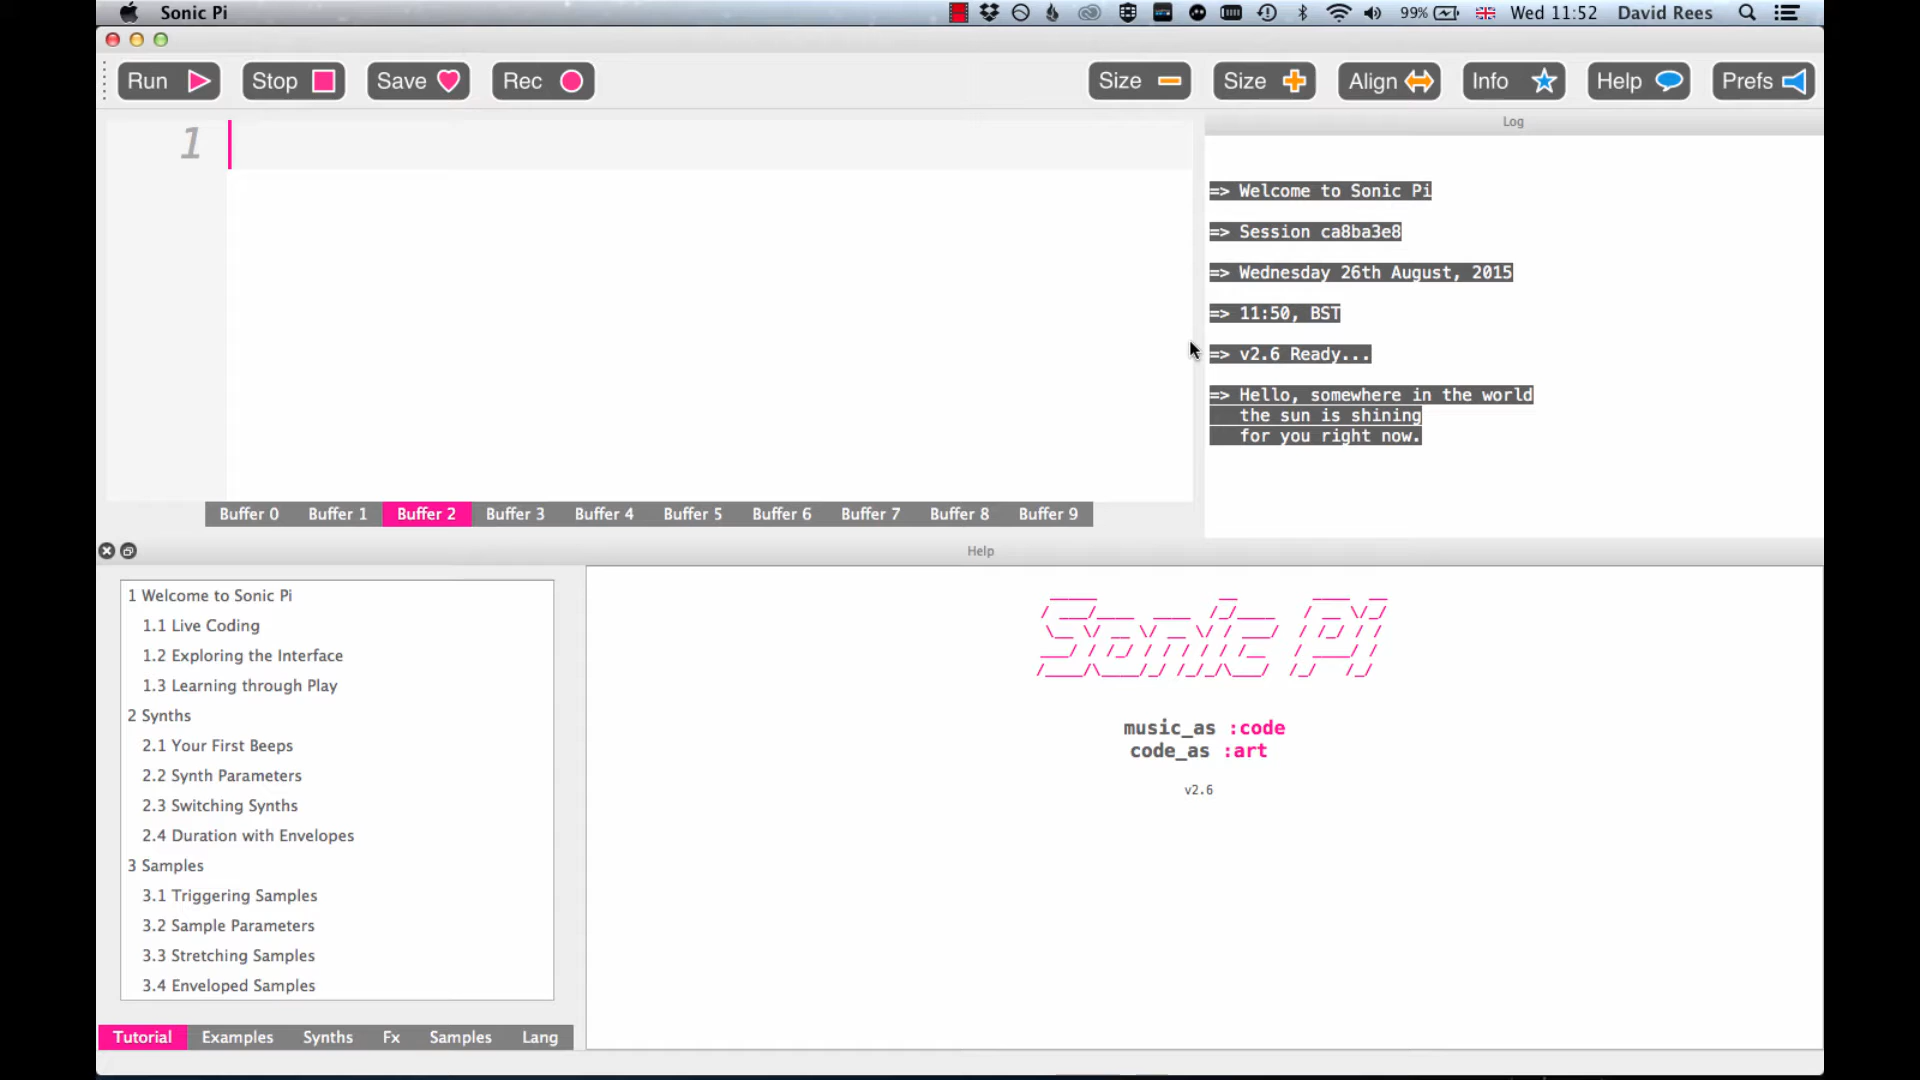 Sonic Pi
99%
Wed 11:52
David Rees
Run
Stop
Save
Rec
Size
Size
Align
Info
Help
Prefs
1
Log
=> Welcome to Sonic Pi
=> Session ca8ba3e8
=> Wednesday 26th August, 2015
=> 11:50, BST
=> v2.6 Ready...
=> Hello, somewhere in the world
the sun is shining
for you right now.
Buffer 0
Buffer 1
Buffer 2
Buffer 3
Buffer 4
Buffer 5
Buffer 6
Buffer 7
Buffer 8
Buffer 9
Help
1 Welcome to Sonic Pi
1.1 Live Coding
1.2 Exploring the Interface
1.3 Learning through Play
2 Synths
2.1 Your First Beeps
2.2 Synth Parameters
2.3 Switching Synths
2.4 Duration with Envelopes
3 Samples
3.1 Triggering Samples
3.2 Sample Parameters
3.3 Stretching Samples
3.4 Enveloped Samples
Sonic Pi
music_as :code
code_as :art
v2.6
Tutorial
Examples
Synths
Fx
Samples
Lang